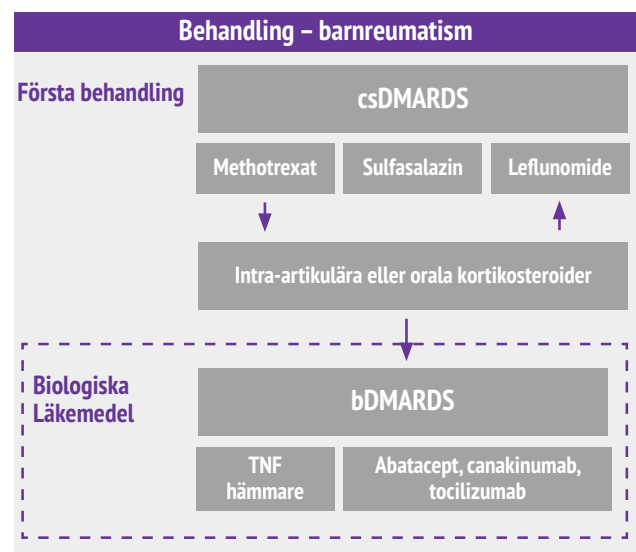 Behandling – barnreumatism
Första behandling
csDMARDS
Methotrexat
Sulfasalazin
Leflunomide
Intra-artikulära eller orala kortikosteroider
Biologiska
Läkemedel
bDMARDS
TNF
hämmare
Abatacept, canakinumab,
tocilizumab